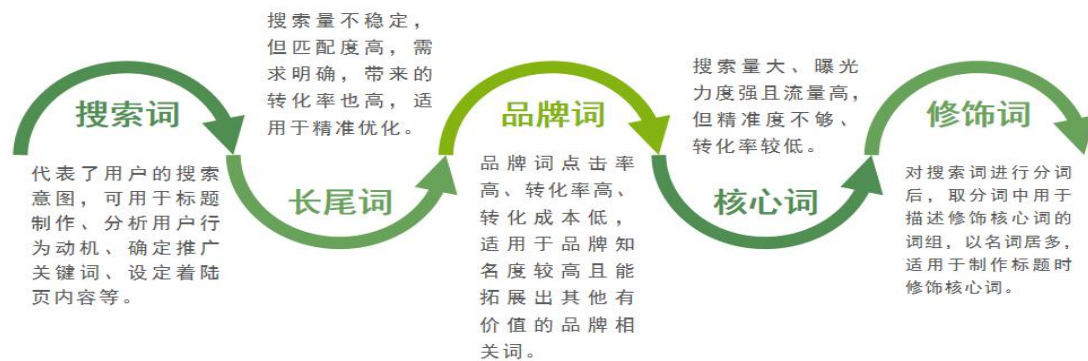 搜索词
代表了用户的搜索
意图，可用于标题
制作、分析用户行
为动机、确定推广
关键词、设定着陆
页内容等。
搜索量不稳定，
但匹配度高，需
求明确，带来的
转化率也高，适
用于精准优化。
长尾词
品牌词
品牌词点击率
高、转化率高、
转化成本低，
适用于品牌知
名度较高且能
拓展出其他有
价值的品牌相
关词。
搜索量大、曝光
力度强且流量高，
但精准度不够、
转化率较低。
核心词
修饰词
对搜索词进行分词
后，取分词中用于
描述修饰核心词的
词组，以名词居多，
适用于制作标题时
修饰核心词。